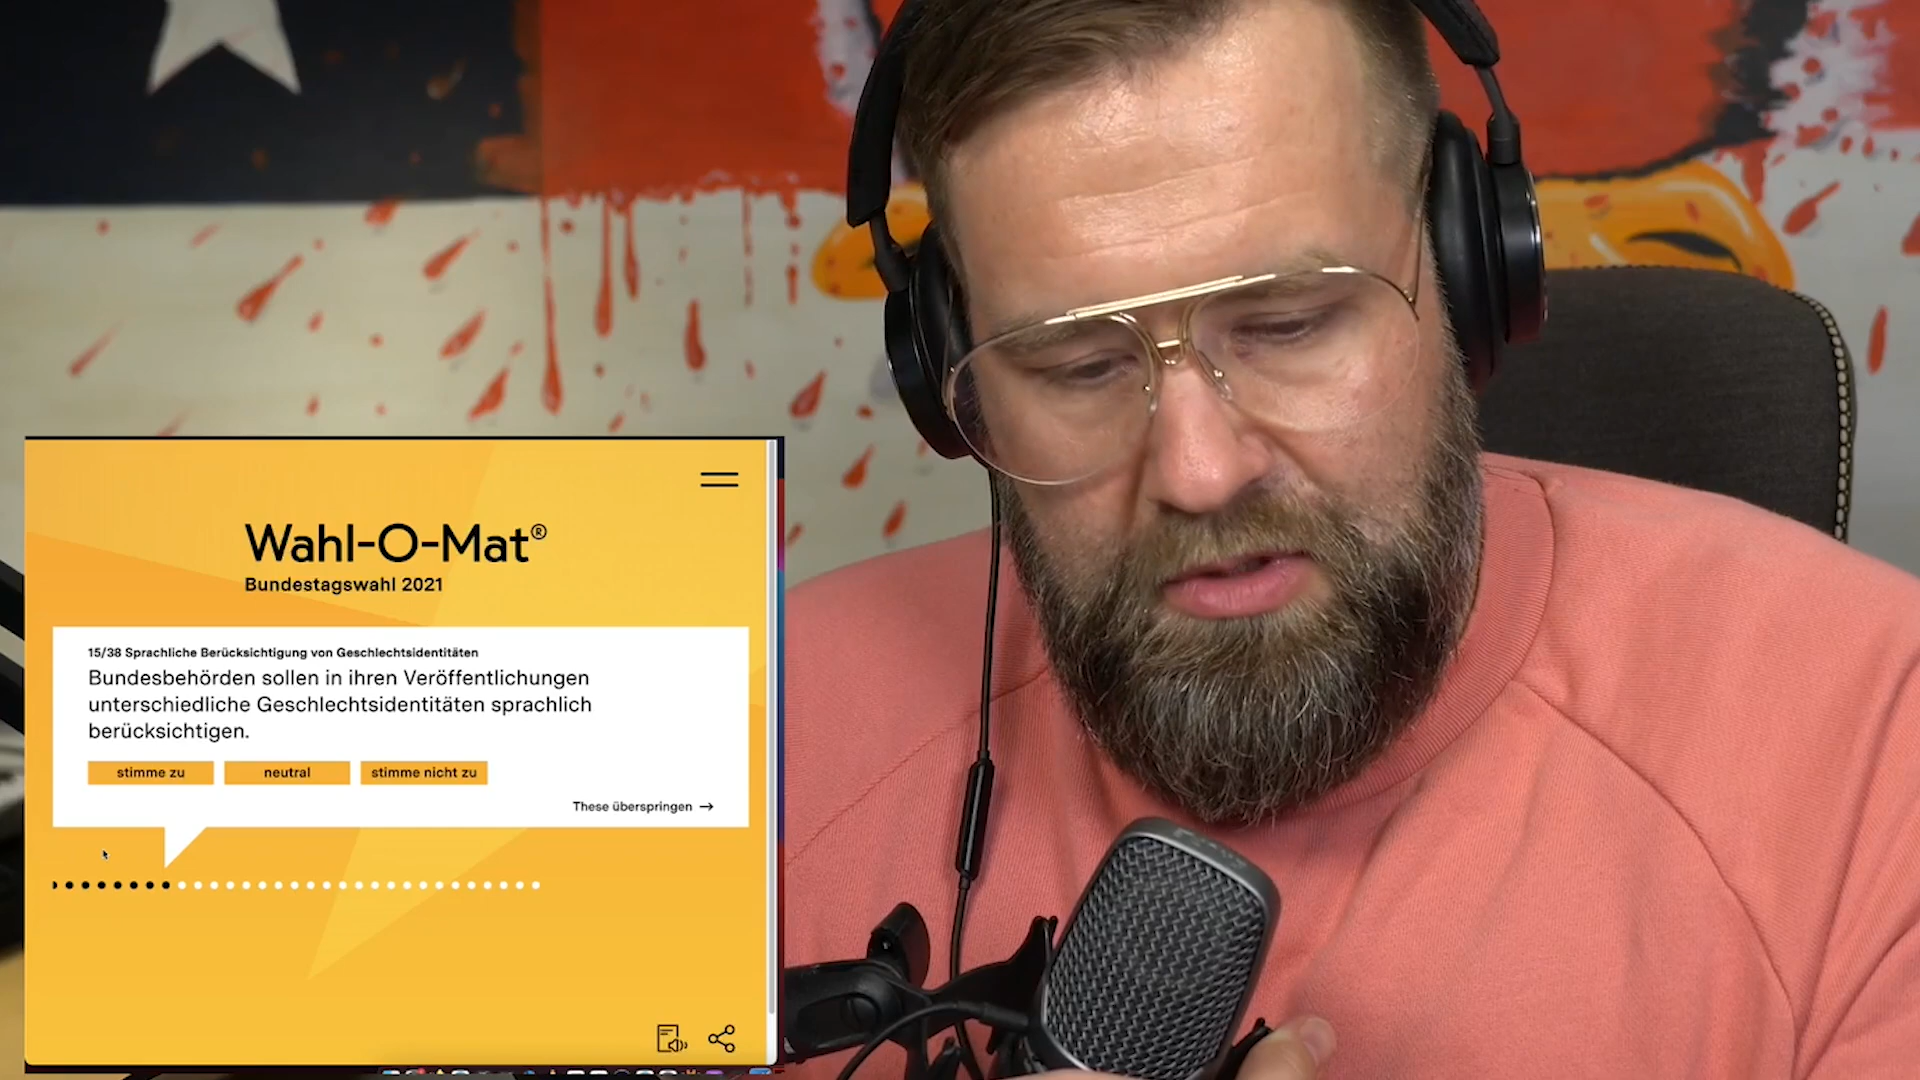 Wahl-O-Mat®
Bundestagswahl 2021
15/38 Sprachliche Berücksichtigung von Geschlechtsidentitäten
Bundesbehörden sollen in ihren Veröffentlichungen
unterschiedliche Geschlechtsidentitäten sprachlich
berücksichtigen.
stimme zu
neutral
stimme nicht zu
These überspringen →